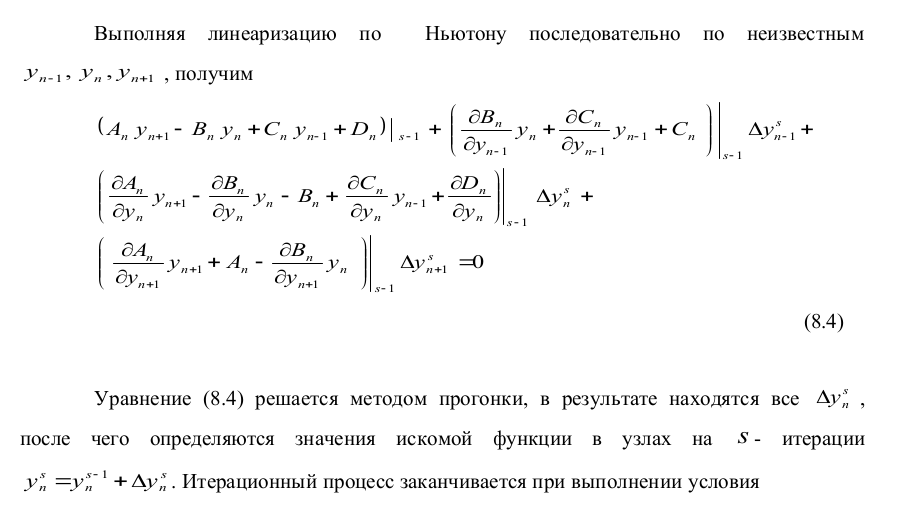 Выполняя линеаризацию по Ньютону последовательно по неизвестным
$y_{n-1}, y_n, y_{n+1}$ , получим
$\left( A_n y_{n+1} - B_n y_n + C_n y_{n-1} + D_n \right)|_{s-1} + \left( \frac{\partial B_n}{\partial y_{n-1}} y_n + \frac{\partial C_n}{\partial y_{n-1}} y_{n-1} + C_n \right)|_{s-1} \Delta y_{n-1}^s +$
$\left( \frac{\partial A_n}{\partial y_n} y_{n+1} - \frac{\partial B_n}{\partial y_n} y_n - B_n + \frac{\partial C_n}{\partial y_n} y_{n-1} + \frac{\partial D_n}{\partial y_n} \right)|_{s-1} \Delta y_n^s +$
$\left( \frac{\partial A_n}{\partial y_{n+1}} y_{n+1} + A_n - \frac{\partial B_n}{\partial y_{n+1}} y_n \right)|_{s-1} \Delta y_{n+1}^s = 0$
(8.4)
Уравнение (8.4) решается методом прогонки, в результате находятся все $\Delta y_n^s$ ,
после чего определяются значения искомой функции в узлах на $s$ - итерации
$y_n^s = y_n^{s-1} + \Delta y_n^s$. Итерационный процесс заканчивается при выполнении условия